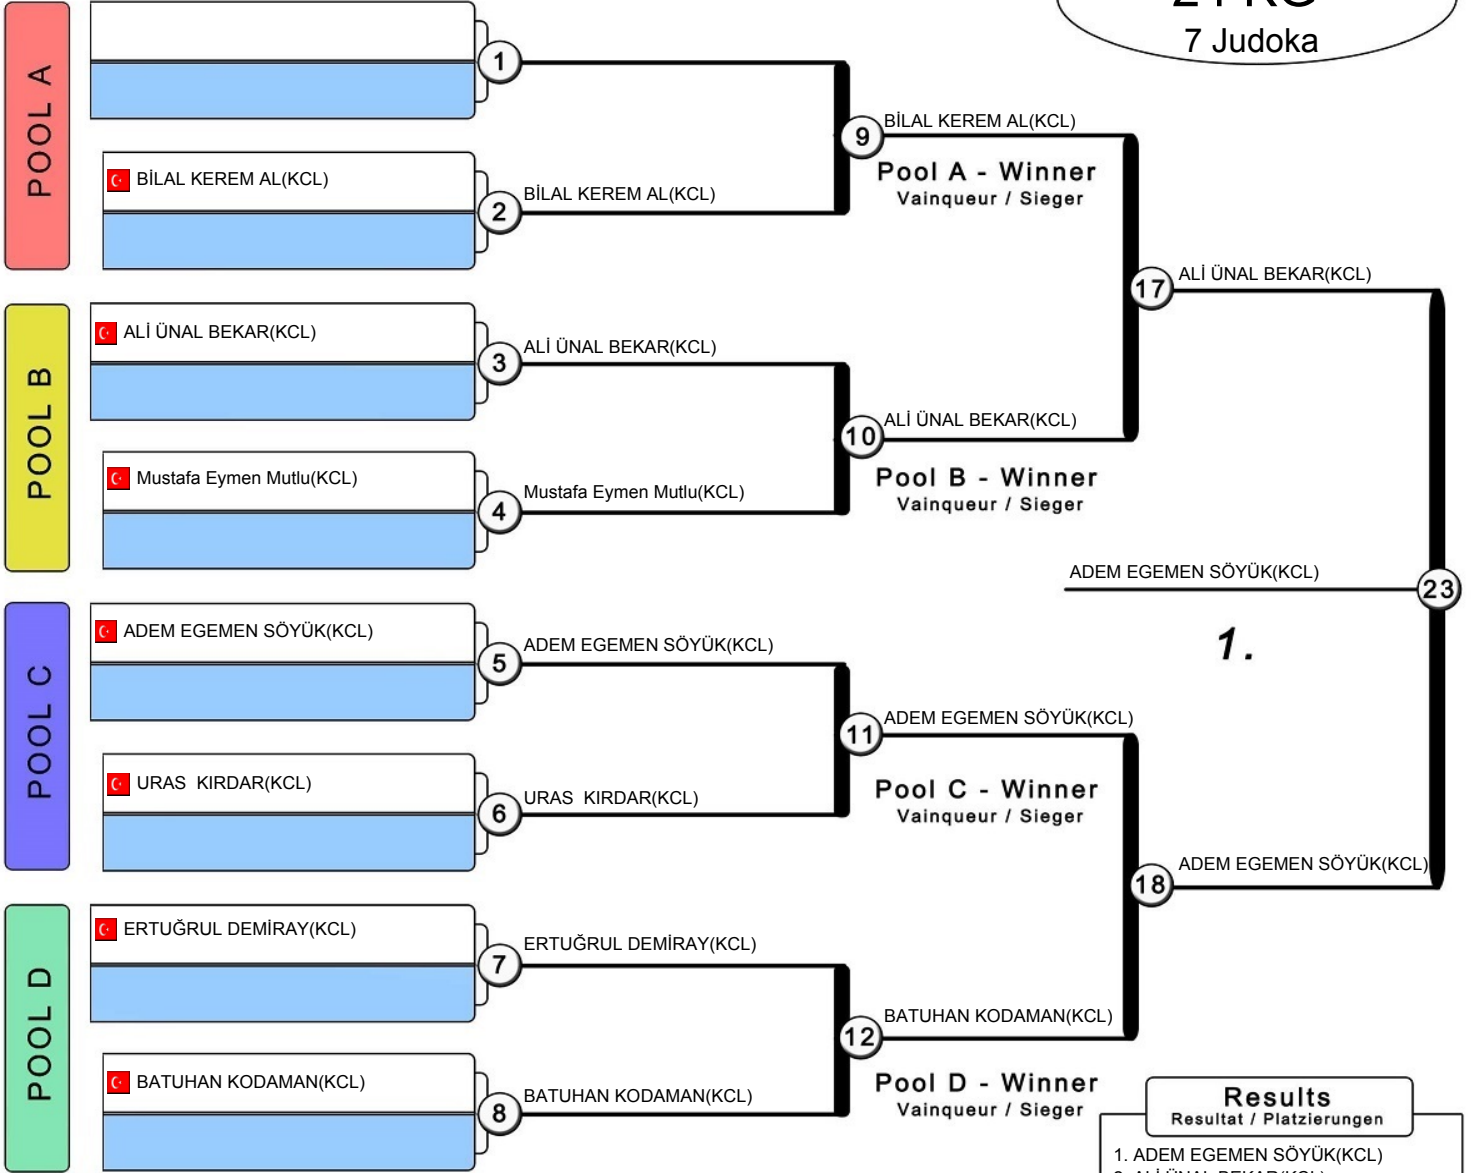 7 Judoka
POOL A
1
BİLAL KEREM AL(KCL)
2
BİLAL KEREM AL(KCL)
9
BİLAL KEREM AL(KCL)
Pool A - Winner
Vainqueur / Sieger
POOL B
ALİ ÜNAL BEKAR(KCL)
3
ALİ ÜNAL BEKAR(KCL)
Mustafa Eymen Mutlu(KCL)
4
Mustafa Eymen Mutlu(KCL)
10
ALİ ÜNAL BEKAR(KCL)
Pool B - Winner
Vainqueur / Sieger
17
ALİ ÜNAL BEKAR(KCL)
ADEM EGEMEN SÖYÜK(KCL)
23
1.
POOL C
ADEM EGEMEN SÖYÜK(KCL)
5
ADEM EGEMEN SÖYÜK(KCL)
URAS  KIRDAR(KCL)
6
URAS  KIRDAR(KCL)
11
ADEM EGEMEN SÖYÜK(KCL)
Pool C - Winner
Vainqueur / Sieger
18
ADEM EGEMEN SÖYÜK(KCL)
POOL D
ERTUĞRUL DEMİRAY(KCL)
7
ERTUĞRUL DEMİRAY(KCL)
BATUHAN KODAMAN(KCL)
8
BATUHAN KODAMAN(KCL)
12
BATUHAN KODAMAN(KCL)
Pool D - Winner
Vainqueur / Sieger
Results
Resultat / Platzierungen
1. ADEM EGEMEN SÖYÜK(KCL)